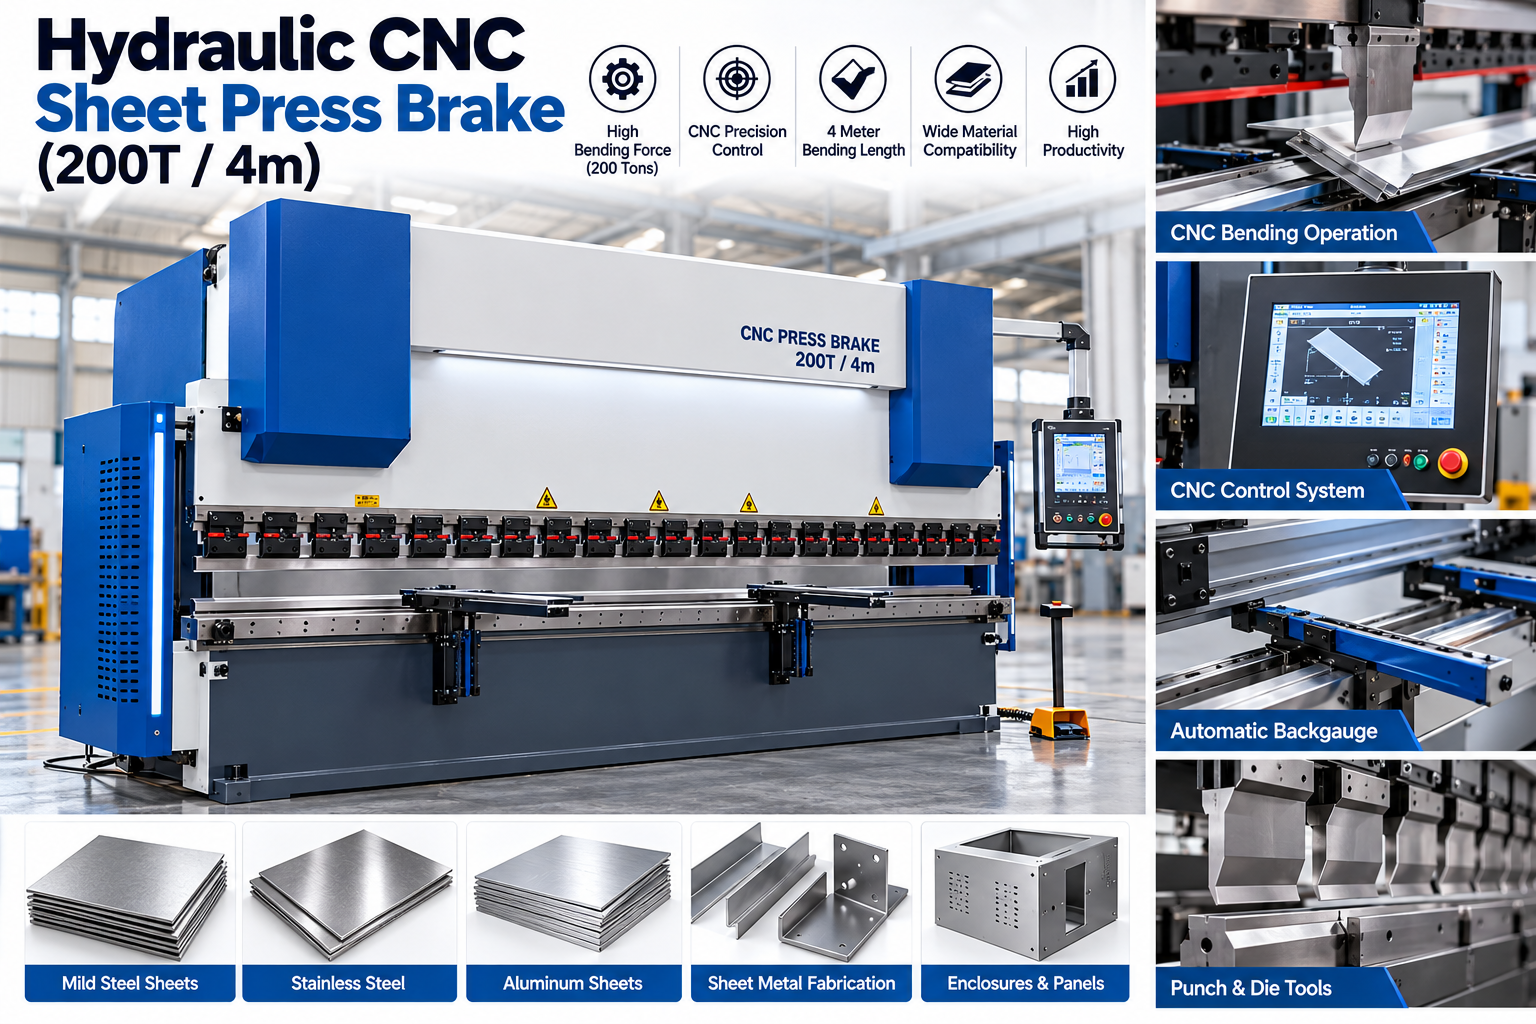 Hydraulic CNC
Sheet Press Brake
(200T / 4m)
High
Bending Force
(200 Tons)
CNC Precision
Control
4 Meter
Bending Length
Wide Material
Compatibility
High
Productivity
CNC PRESS BRAKE
200T / 4m
CNC Bending Operation
CNC Control System
Automatic Backgauge
Punch & Die Tools
Mild Steel Sheets
Stainless Steel
Aluminum Sheets
Sheet Metal Fabrication
Enclosures & Panels